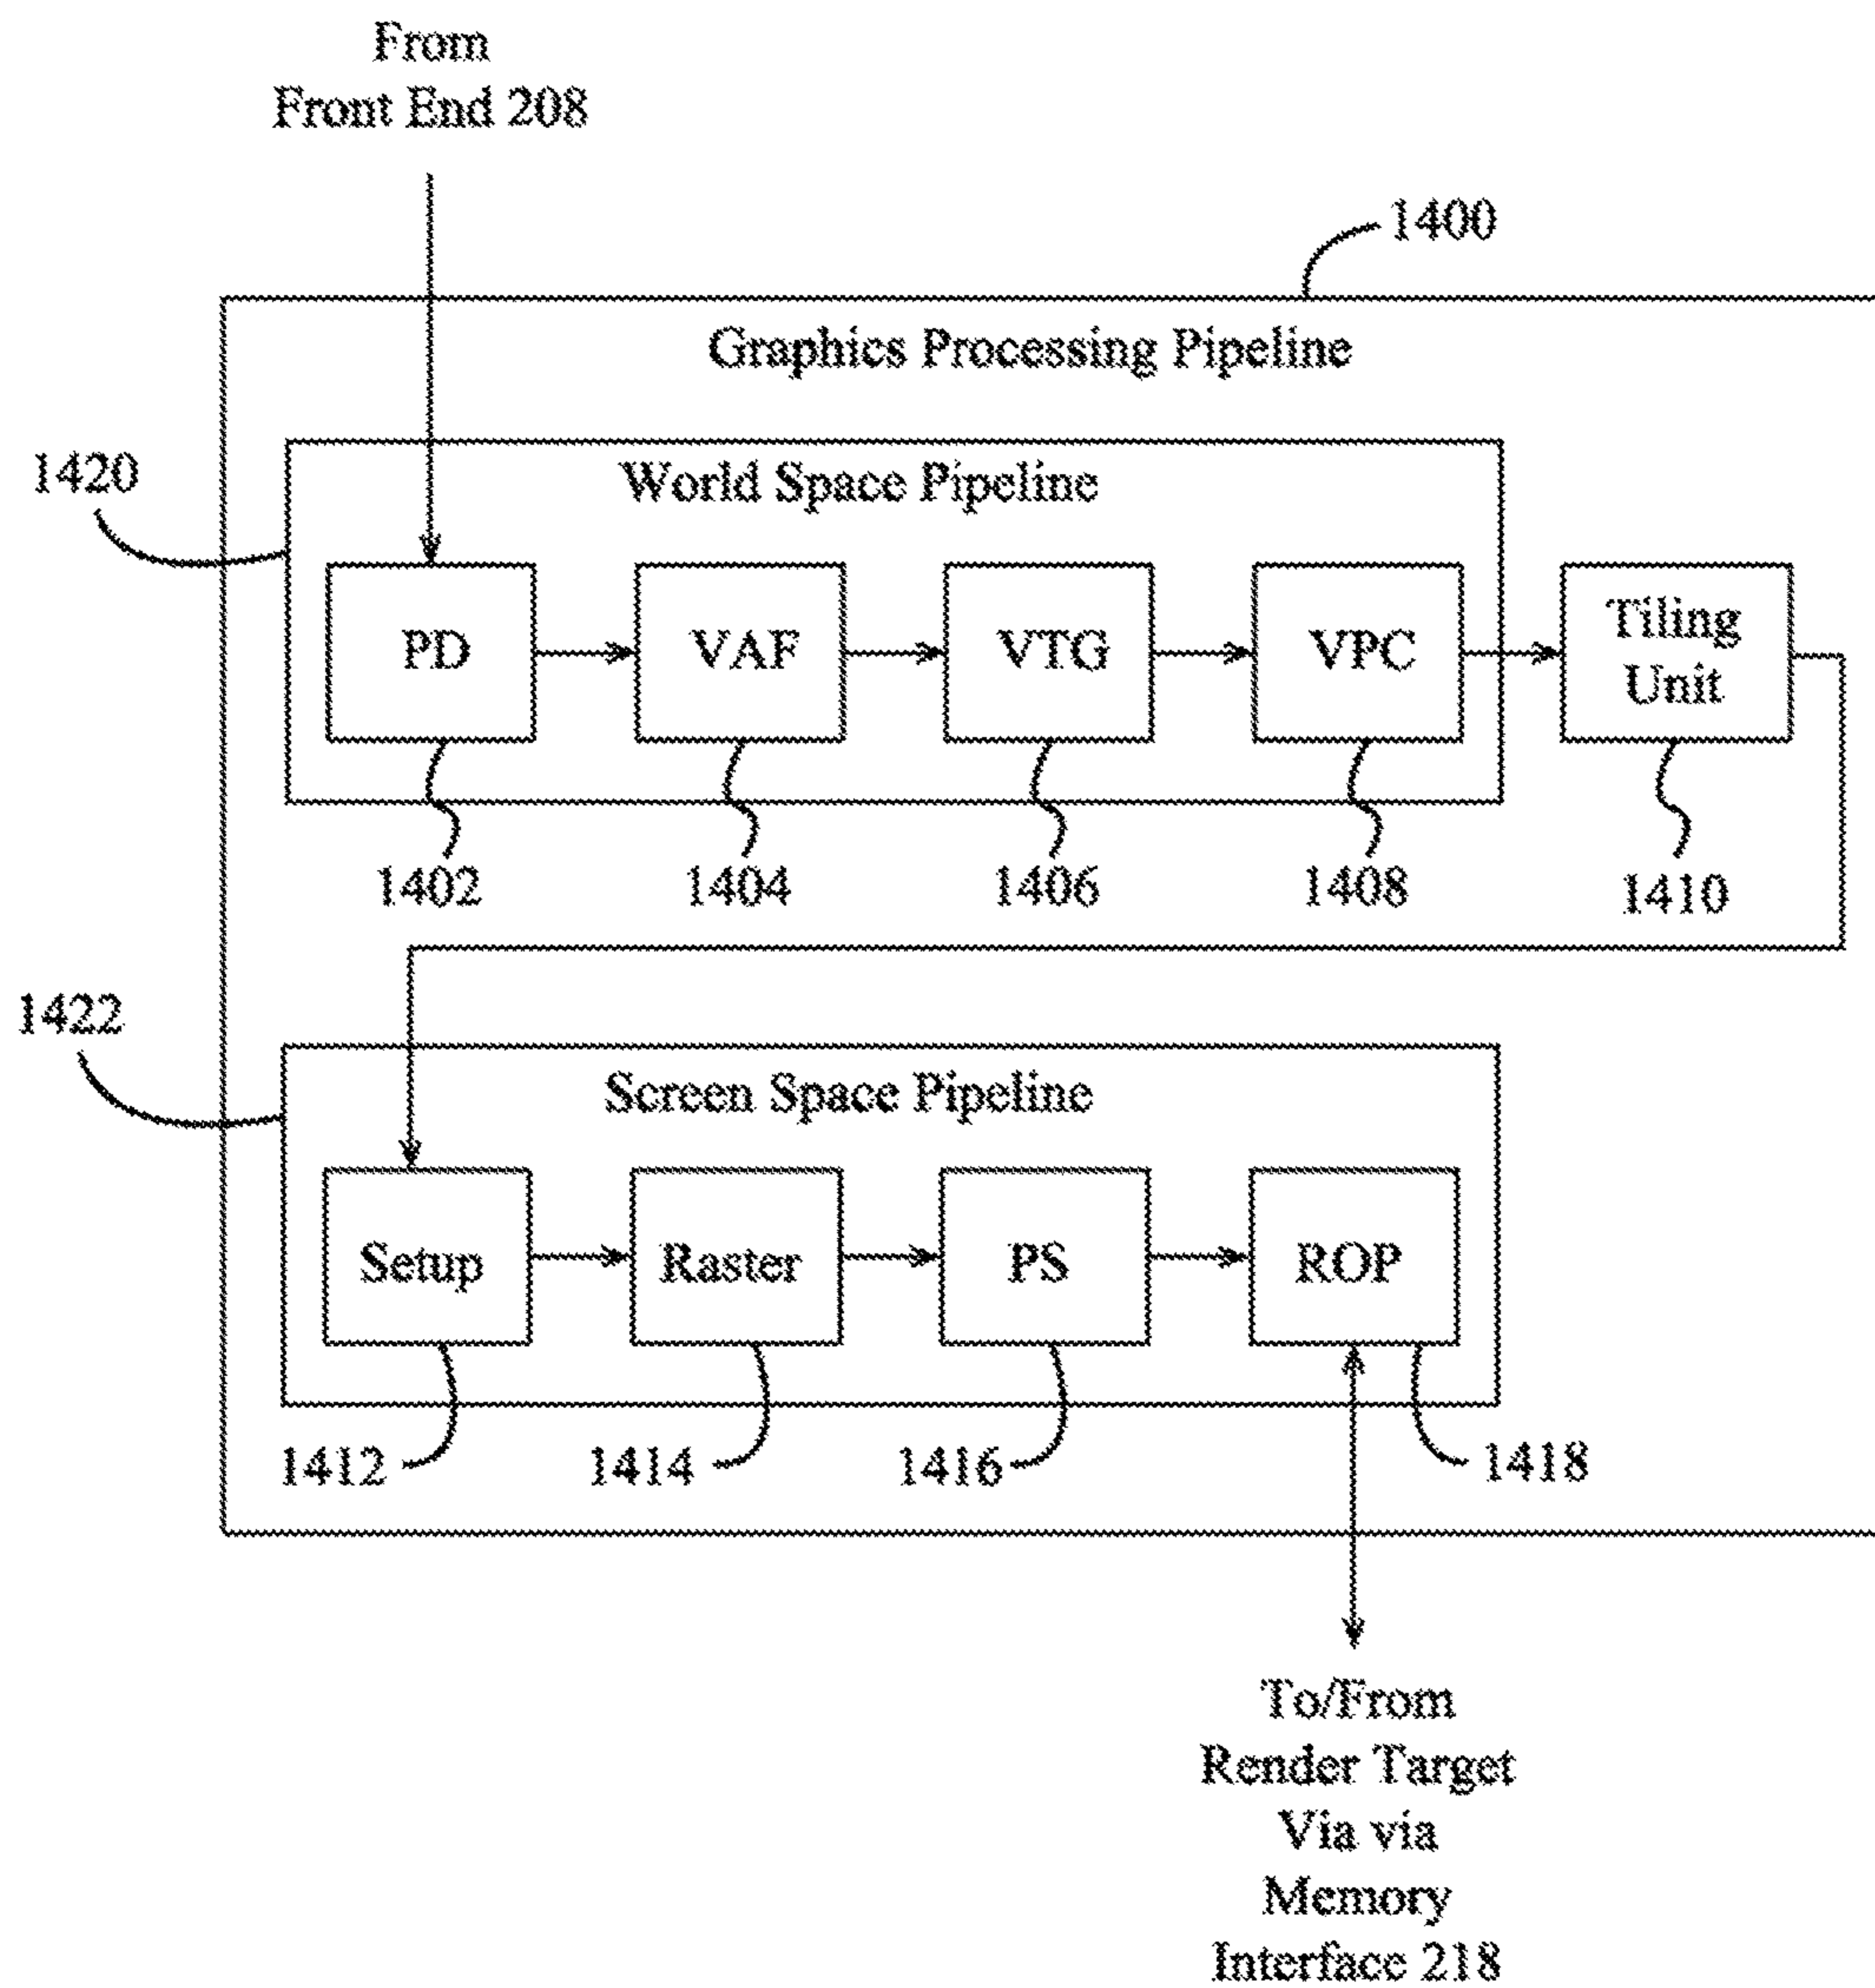 From
Front End 208
1400
Graphics Processing Pipeline
1420
World Space Pipeline
PD
VAF
VTG
VPC
Tiling
Unit
1402
1404
1406
1408
1410
1422
Screen Space Pipeline
Setup
Raster
PS
ROP
1412
1414
1416
1418
To/From
Render Target
Via via
Memory
Interface 218